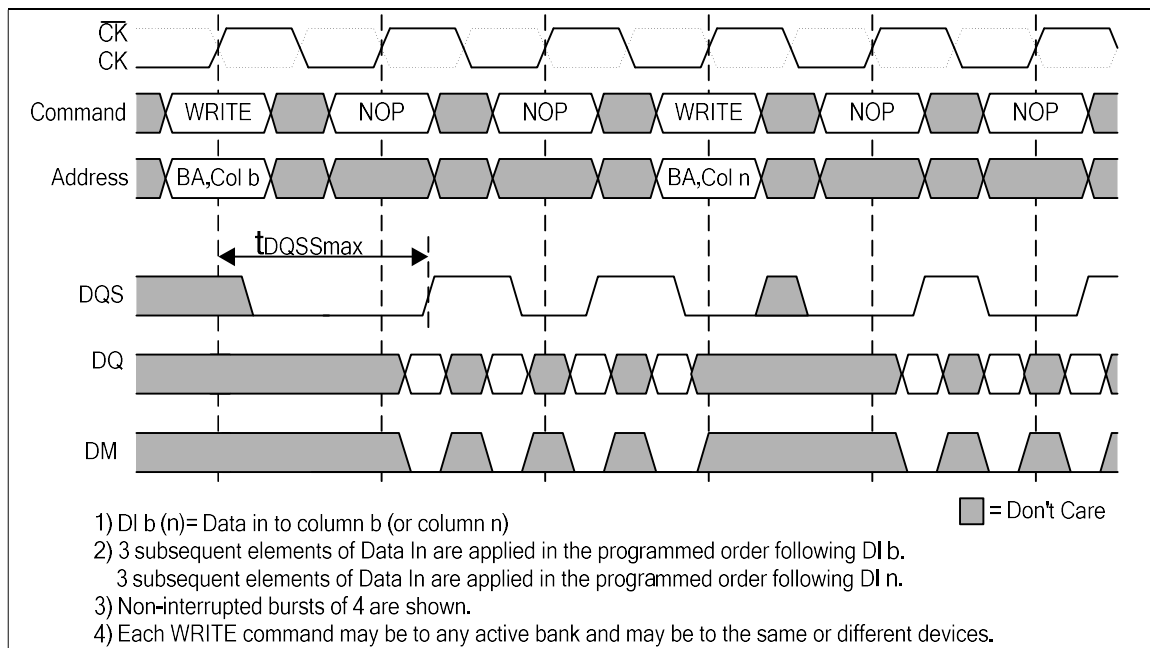 CK
CK
Command WRITE NOP NOP WRITE NOP NOP
Address BA,Col b BA,Col n
tDQSSmax
DQS
DQ
DM
= Don't Care
1) DI b (n)= Data in to column b (or column n)
2) 3 subsequent elements of Data In are applied in the programmed order following DI b.
3 subsequent elements of Data In are applied in the programmed order following DI n.
3) Non-interrupted bursts of 4 are shown.
4) Each WRITE command may be to any active bank and may be to the same or different devices.